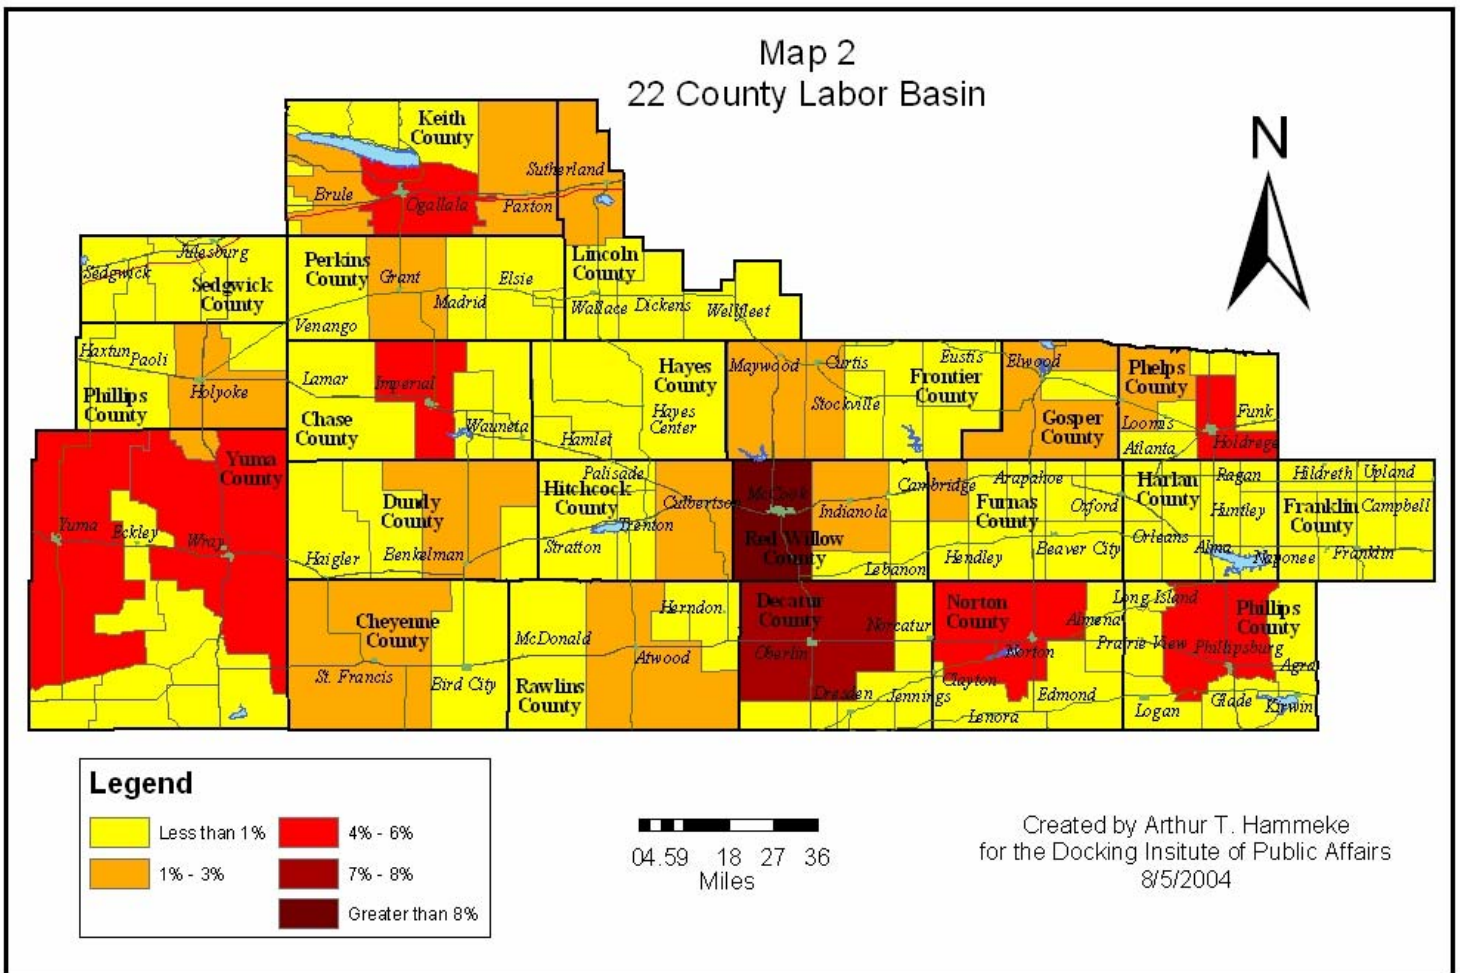 Map 2
22 County Labor Basin
N
Keith
County
Sutherland
Brule
Ogallala
Paxton
Julesburg
Sedgwick
Sedgwick
County
Perkins
County
Grant
Elsie
Madrid
Venango
Lincoln
County
Wallace
Dickens
Wellfleet
Haxtun
Paoli
Holyoke
Phillips
County
Lamar
Imperial
Chase
County
Wauneta
Hayes
County
Hayes
Center
Hamlet
Maywood
Curtis
Eustis
Frontier
County
Stockville
Elwood
Gosper
County
Phelps
County
Loomis
Funk
Atlanta
Holdrege
Yuma
County
Yuma
Eckley
Wray
Dundy
County
Haigler
Benkelman
Palisade
Hitchcock
County
Culbertson
Trenton
Stratton
McCook
Indianola
Red Willow
County
Lebanon
Cambridge
Arapahoe
Furnas
County
Oxford
Hendley
Beaver City
Harlan
County
Ragan
Huntley
Orleans
Alma
Hildreth
Upland
Franklin
County
Campbell
Naponee
Franklin
Cheyenne
County
St. Francis
Bird City
McDonald
Herndon
Atwood
Rawlins
County
Decatur
County
Norcatur
Oberlin
Dresden
Jennings
Norton
County
Almena
Norton
Clayton
Edmond
Lenora
Long Island
Phillips
County
Prairie View
Phillipsburg
Agra
Logan
Glade
Kirwin
Legend
Less than 1%
4% - 6%
1% - 3%
7% - 8%
Greater than 8%
04.59 18 27 36
Miles
Created by Arthur T. Hammeke
for the Docking Insitute of Public Affairs
8/5/2004